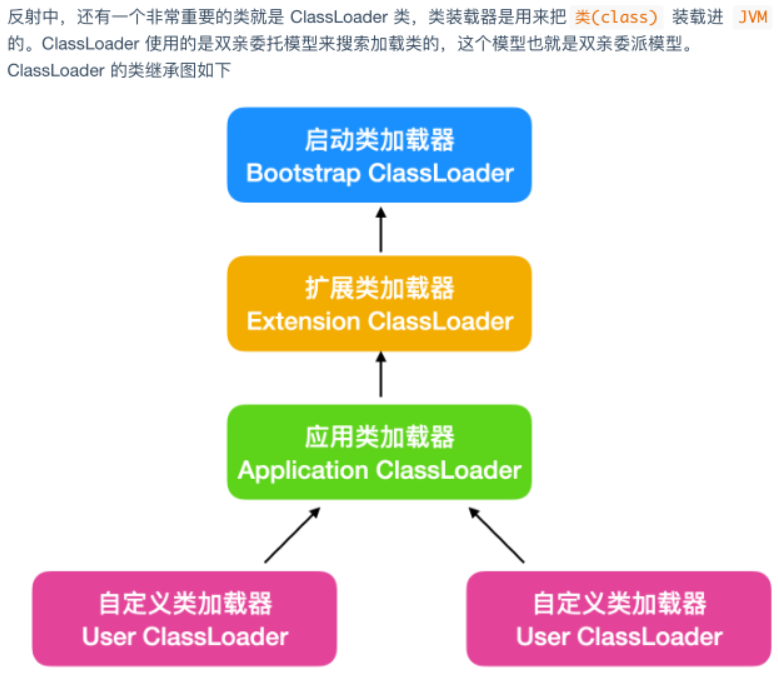 反射中，还有一个非常重要的类就是 ClassLoader 类，类装载器是用来把 类(class) 装载进 JVM
的。ClassLoader 使用的是双亲委托模型来搜索加载类的，这个模型也就是双亲委派模型。
ClassLoader 的类继承图如下
启动类加载器
Bootstrap ClassLoader
扩展类加载器
Extension ClassLoader
应用类加载器
Application ClassLoader
自定义类加载器
User ClassLoader
自定义类加载器
User ClassLoader